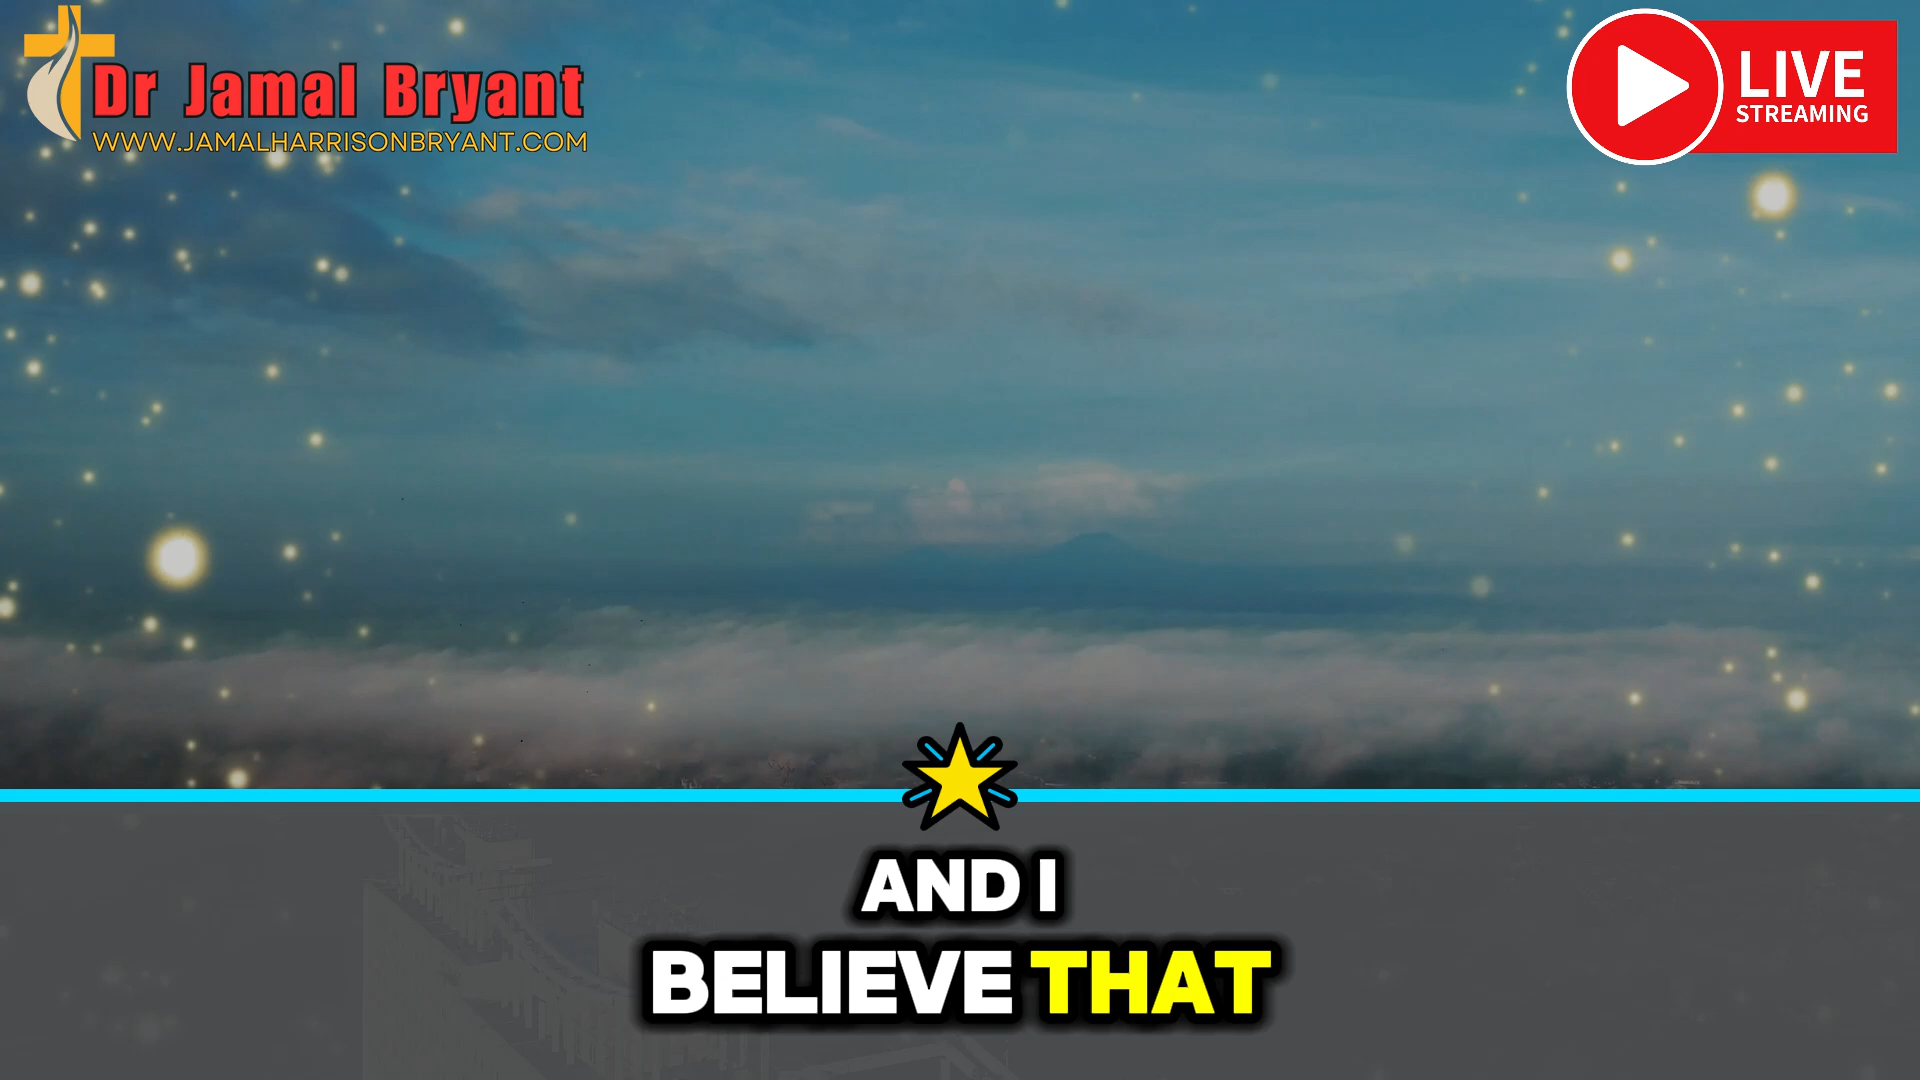 Dr Jamal Bryant
WWW.JAMALHARRISONBRYANT.COM
LIVE
STREAMING
AND I
BELIEVE THAT